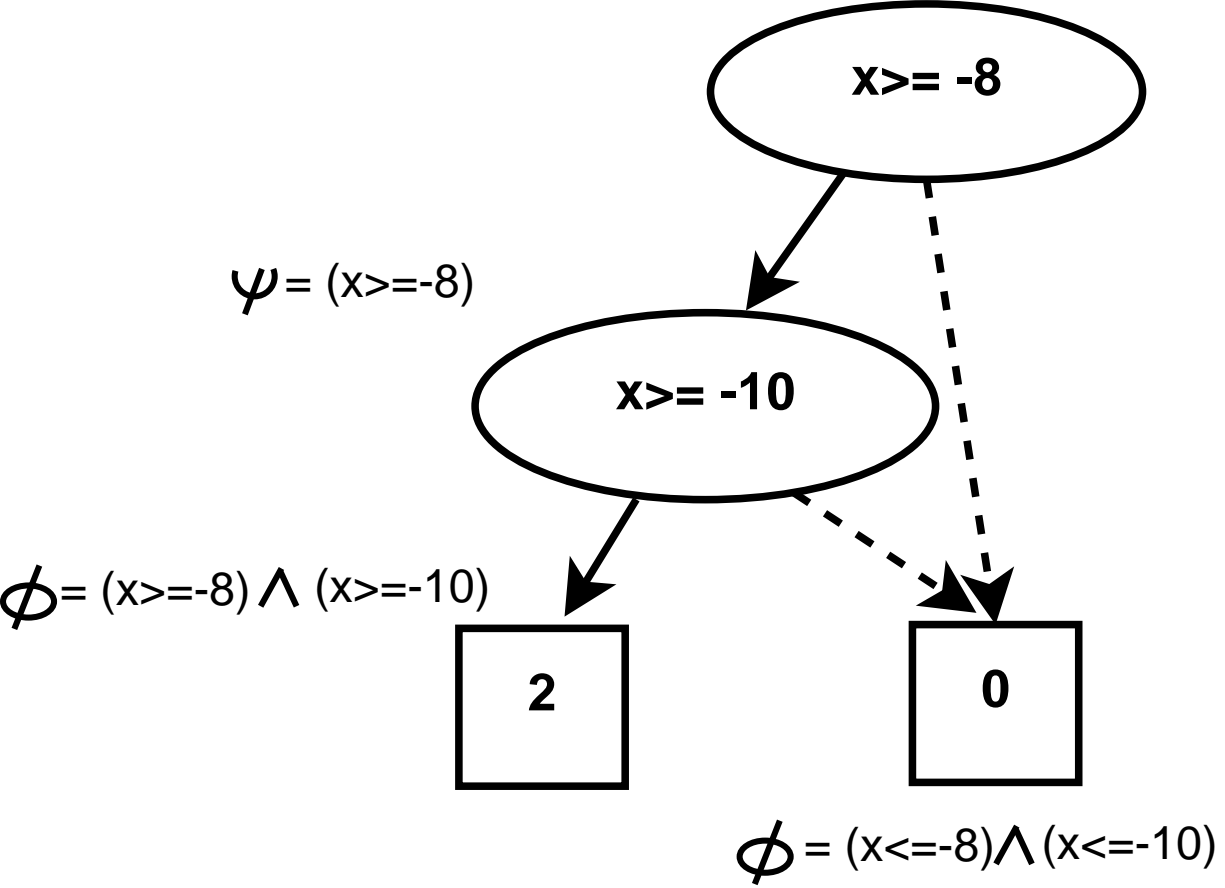 x>= -8
ψ = (x>=-8)
x>= -10
ϕ = (x>=-8) ∧ (x>=-10)
2
0
ϕ = (x<=-8) ∧ (x<=-10)